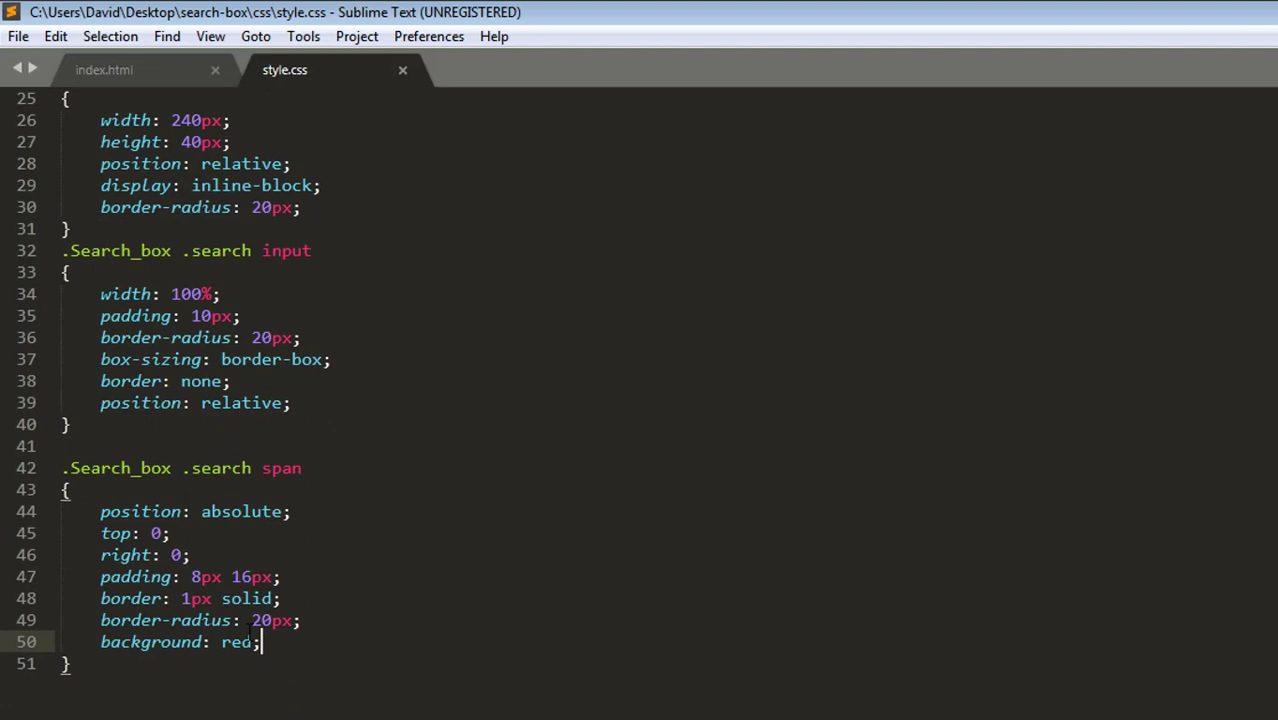 C:\Users\David\Desktop\search-box\css\style.css - Sublime Text (UNREGISTERED)
File Edit Selection Find View Goto Tools Project Preferences Help
index.html style.css
25 {
26 width: 240px;
27 height: 40px;
28 position: relative;
29 display: inline-block;
30 border-radius: 20px;
31 }
32 .Search_box .search input
33 {
34 width: 100%;
35 padding: 10px;
36 border-radius: 20px;
37 box-sizing: border-box;
38 border: none;
39 position: relative;
40 }
41
42 .Search_box .search span
43 {
44 position: absolute;
45 top: 0;
46 right: 0;
47 padding: 8px 16px;
48 border: 1px solid;
49 border-radius: 20px;
50 background: red;
51 }